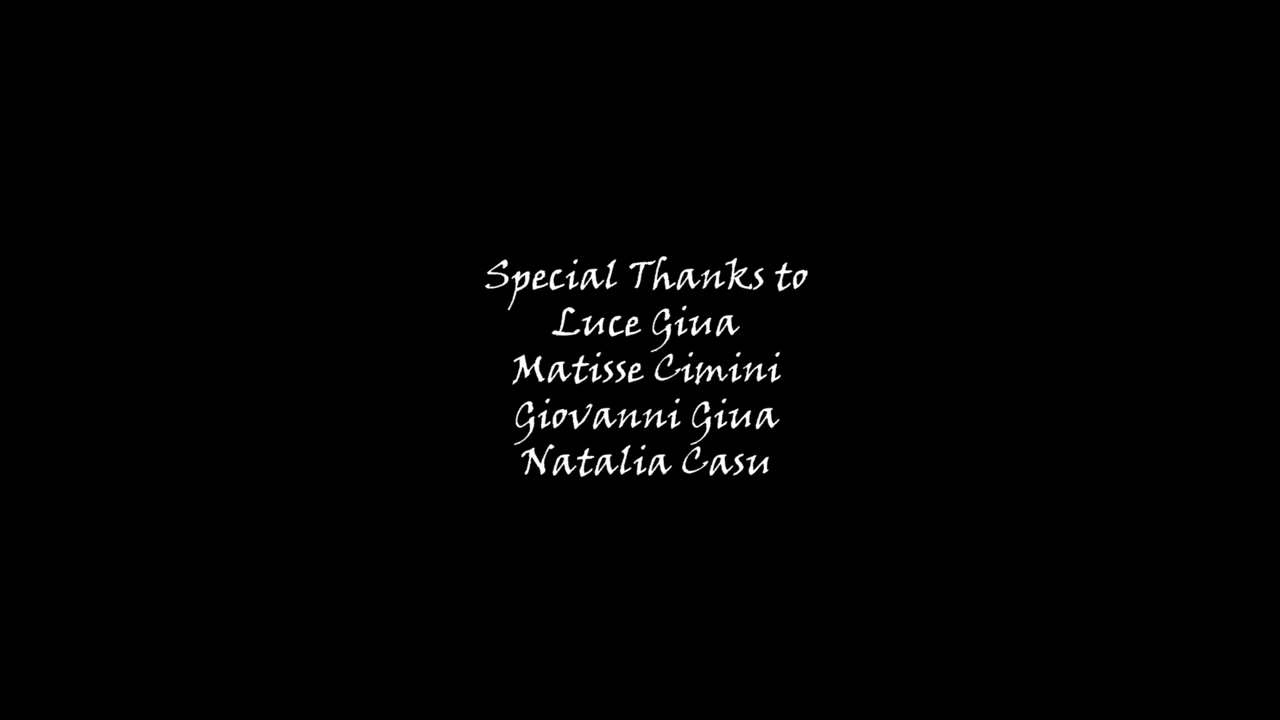 Special Thanks to
Luce Giua
Matisse Cimini
Giovanni Giua
Natalia Casu